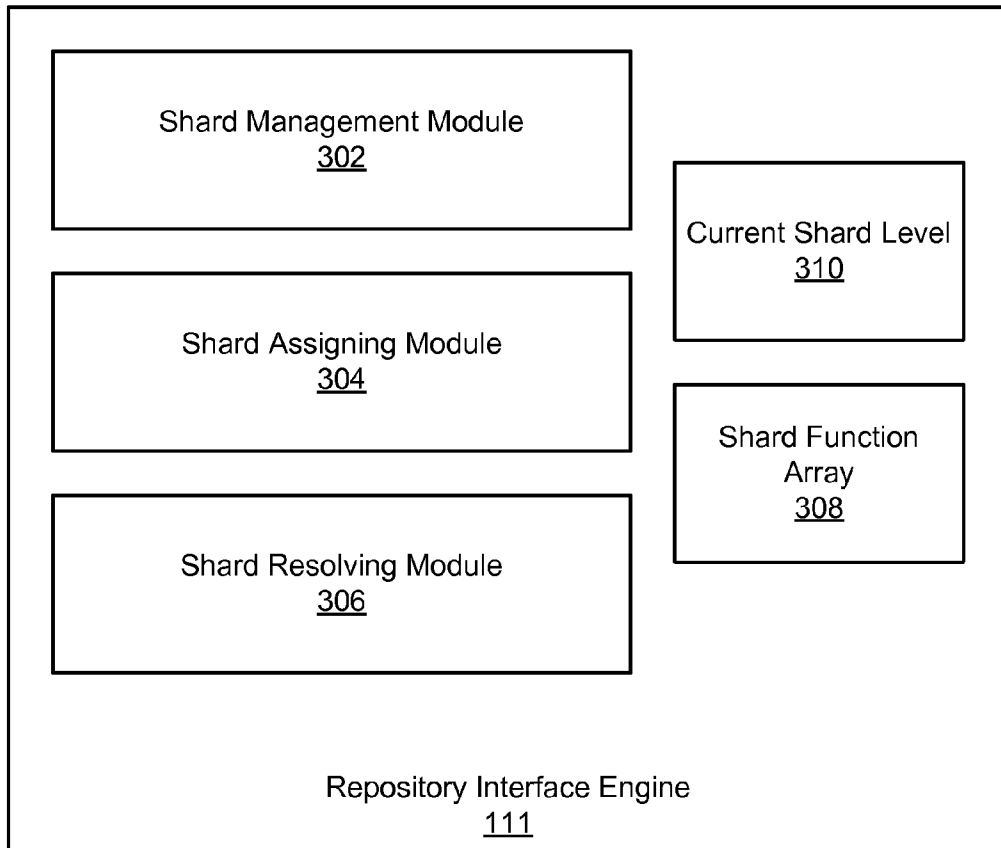 Shard Management Module
302
Current Shard Level
310
Shard Assigning Module
304
Shard Function
Array
308
Shard Resolving Module
306
Repository Interface Engine
111